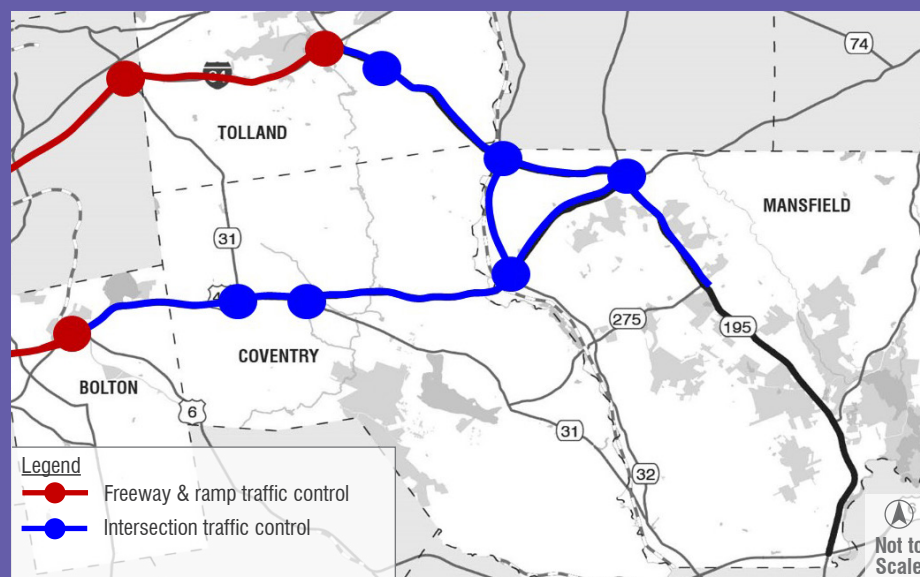 74
84
TOLLAND
MANSFIELD
31
195
275
COVENTRY
BOLTON
6
31
32
Legend
Freeway & ramp traffic control
Intersection traffic control
Not to
Scale